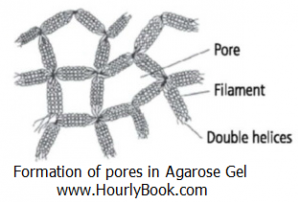 Pore
Filament
Double helices
Formation of pores in Agarose Gel
www.HourlyBook.com